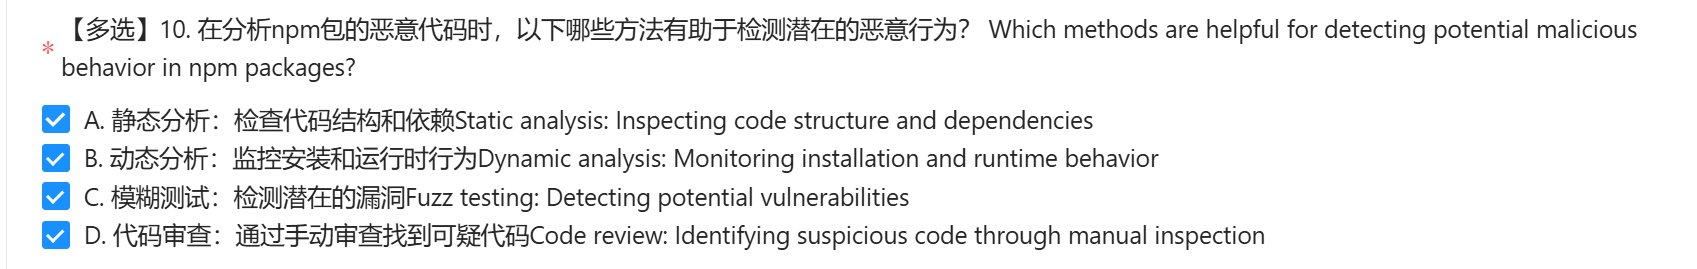 【多选】10. 在分析npm包的恶意代码时，以下哪些方法有助于检测潜在的恶意行为？ Which methods are helpful for detecting potential malicious
* behavior in npm packages?
A. 静态分析：检查代码结构和依赖Static analysis: Inspecting code structure and dependencies
B. 动态分析：监控安装和运行时行为Dynamic analysis: Monitoring installation and runtime behavior
C. 模糊测试：检测潜在的漏洞Fuzz testing: Detecting potential vulnerabilities
D. 代码审查：通过手动审查找到可疑代码Code review: Identifying suspicious code through manual inspection